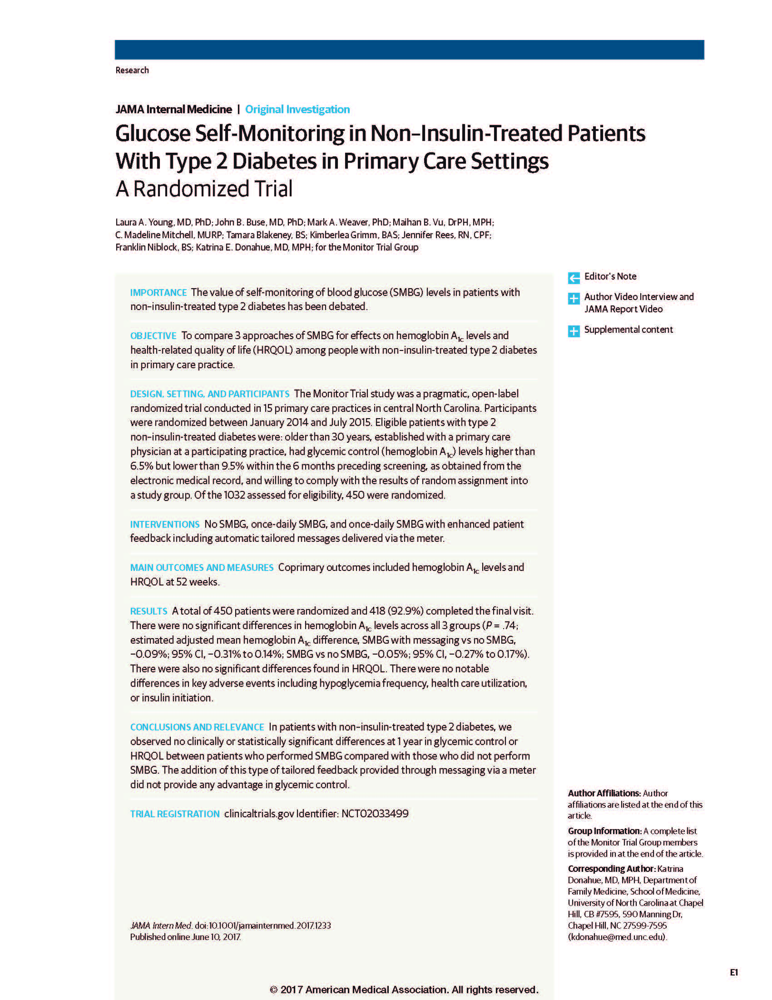 Research
JAMA Internal Medicine | Original Investigation
Glucose Self-Monitoring in Non–Insulin-Treated Patients
With Type 2 Diabetes in Primary Care Settings
A Randomized Trial
Laura A. Young, MD, PhD; John B. Buse, MD, PhD; Mark A. Weaver, PhD; Maihan B. Vu, DrPH, MPH;
C. Madeline Mitchell, MURP; Tamara Blakeney, BS; Kimberlea Grimm, BAS; Jennifer Rees, RN, CPF;
Franklin Niblock, BS; Katrina E. Donahue, MD, MPH; for the Monitor Trial Group
IMPORTANCE The value of self-monitoring of blood glucose (SMBG) levels in patients with
non–insulin-treated type 2 diabetes has been debated.
OBJECTIVE To compare 3 approaches of SMBG for effects on hemoglobin A1c levels and
health-related quality of life (HRQOL) among people with non–insulin-treated type 2 diabetes
in primary care practice.
DESIGN, SETTING, AND PARTICIPANTS The Monitor Trial study was a pragmatic, open-label
randomized trial conducted in 15 primary care practices in central North Carolina. Participants
were randomized between January 2014 and July 2015. Eligible patients with type 2
non–insulin-treated diabetes were: older than 30 years, established with a primary care
physician at a participating practice, had glycemic control (hemoglobin A1c) levels higher than
6.5% but lower than 9.5% within the 6 months preceding screening, as obtained from the
electronic medical record, and willing to comply with the results of random assignment into
a study group. Of the 1032 assessed for eligibility, 450 were randomized.
INTERVENTIONS No SMBG, once-daily SMBG, and once-daily SMBG with enhanced patient
feedback including automatic tailored messages delivered via the meter.
MAIN OUTCOMES AND MEASURES Coprimary outcomes included hemoglobin A1c levels and
HRQOL at 52 weeks.
RESULTS A total of 450 patients were randomized and 418 (92.9%) completed the final visit.
There were no significant differences in hemoglobin A1c levels across all 3 groups (P = .74;
estimated adjusted mean hemoglobin A1c difference, SMBG with messaging vs no SMBG,
−0.09%; 95% CI, −0.31% to 0.14%; SMBG vs no SMBG, −0.05%; 95% CI, −0.27% to 0.17%).
There were also no significant differences found in HRQOL. There were no notable
differences in key adverse events including hypoglycemia frequency, health care utilization,
or insulin initiation.
CONCLUSIONS AND RELEVANCE In patients with non–insulin-treated type 2 diabetes, we
observed no clinically or statistically significant differences at 1 year in glycemic control or
HRQOL between patients who performed SMBG compared with those who did not perform
SMBG. The addition of this type of tailored feedback provided through messaging via a meter
did not provide any advantage in glycemic control.
TRIAL REGISTRATION clinicaltrials.gov Identifier: NCT02033499
JAMA Intern Med. doi:10.1001/jamainternmed.2017.1233
Published online June 10, 2017.
Editor's Note
Author Video Interview and
JAMA Report Video
Supplemental content
Author Affiliations: Author
affiliations are listed at the end of this
article.
Group Information: A complete list
of the Monitor Trial Group members
is provided in at the end of the article.
Corresponding Author: Katrina
Donahue, MD, MPH, Department of
Family Medicine, School of Medicine,
University of North Carolina at Chapel
Hill, CB #7595, 590 Manning Dr,
Chapel Hill, NC 27599-7595
(kdonahue@med.unc.edu).
E1
© 2017 American Medical Association. All rights reserved.